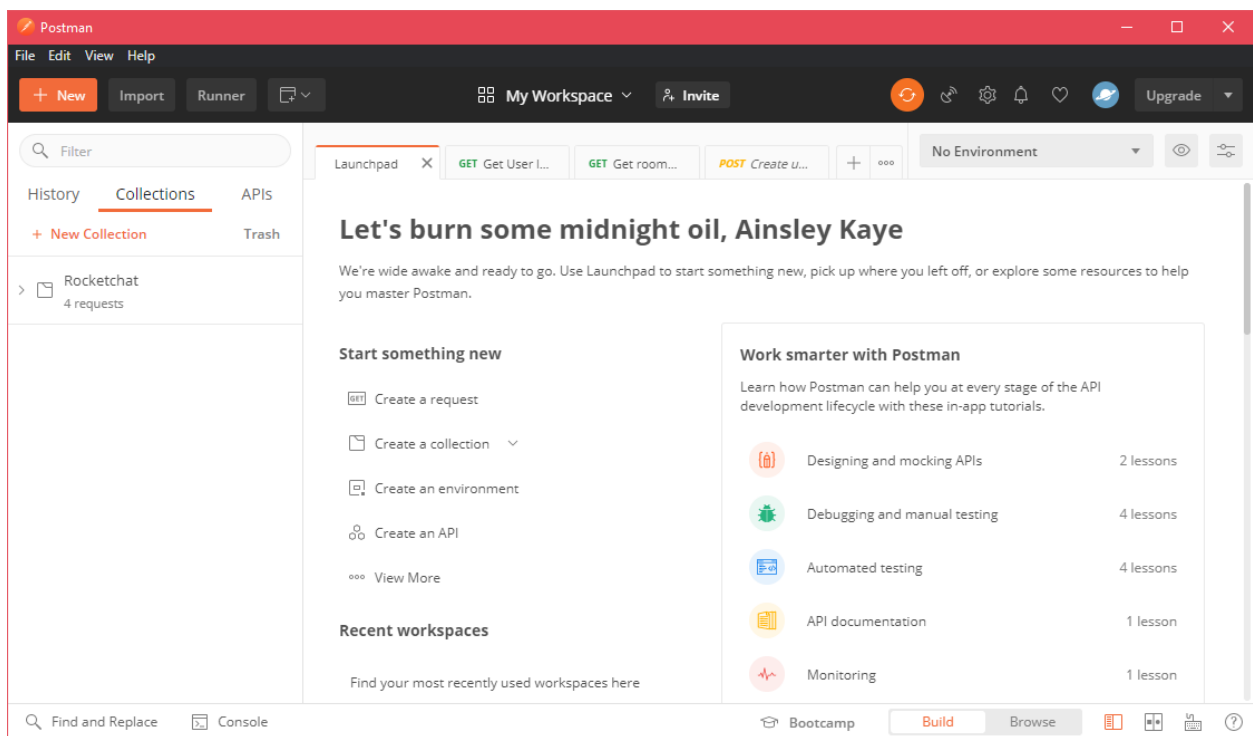 Postman
File Edit View Help
+ New Import Runner My Workspace Invite Upgrade
Filter
Launchpad GET Get User I... GET Get room... POST Create u... No Environment
History Collections APIs
+ New Collection Trash
Rocketchat
4 requests
Let's burn some midnight oil, Ainsley Kaye
We're wide awake and ready to go. Use Launchpad to start something new, pick up where you left off, or explore some resources to help
you master Postman.
Start something new
GET Create a request
Create a collection
Create an environment
Create an API
View More
Recent workspaces
Find your most recently used workspaces here
Work smarter with Postman
Learn how Postman can help you at every stage of the API
development lifecycle with these in-app tutorials.
Designing and mocking APIs 2 lessons
Debugging and manual testing 4 lessons
Automated testing 4 lessons
API documentation 1 lesson
Monitoring 1 lesson
Find and Replace Console Bootcamp Build Browse